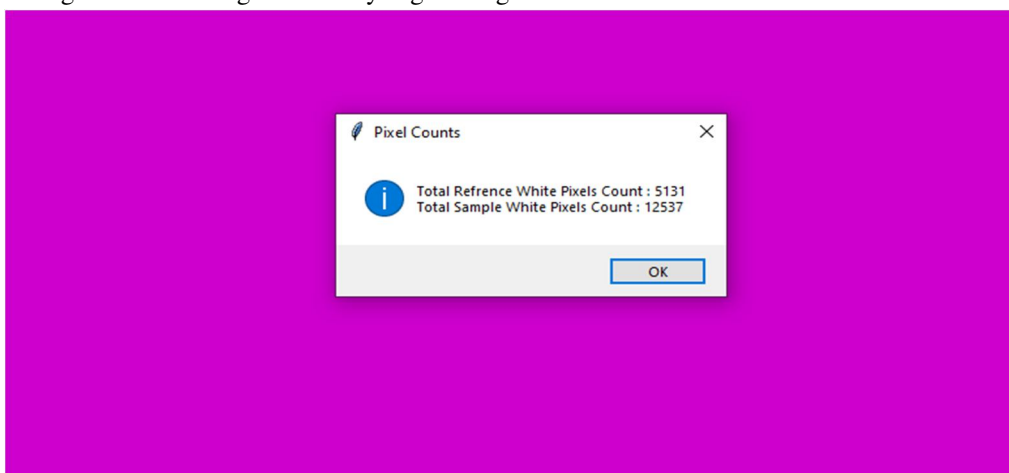 Pixel Counts
Total Refrence White Pixels Count : 5131
Total Sample White Pixels Count : 12537
OK